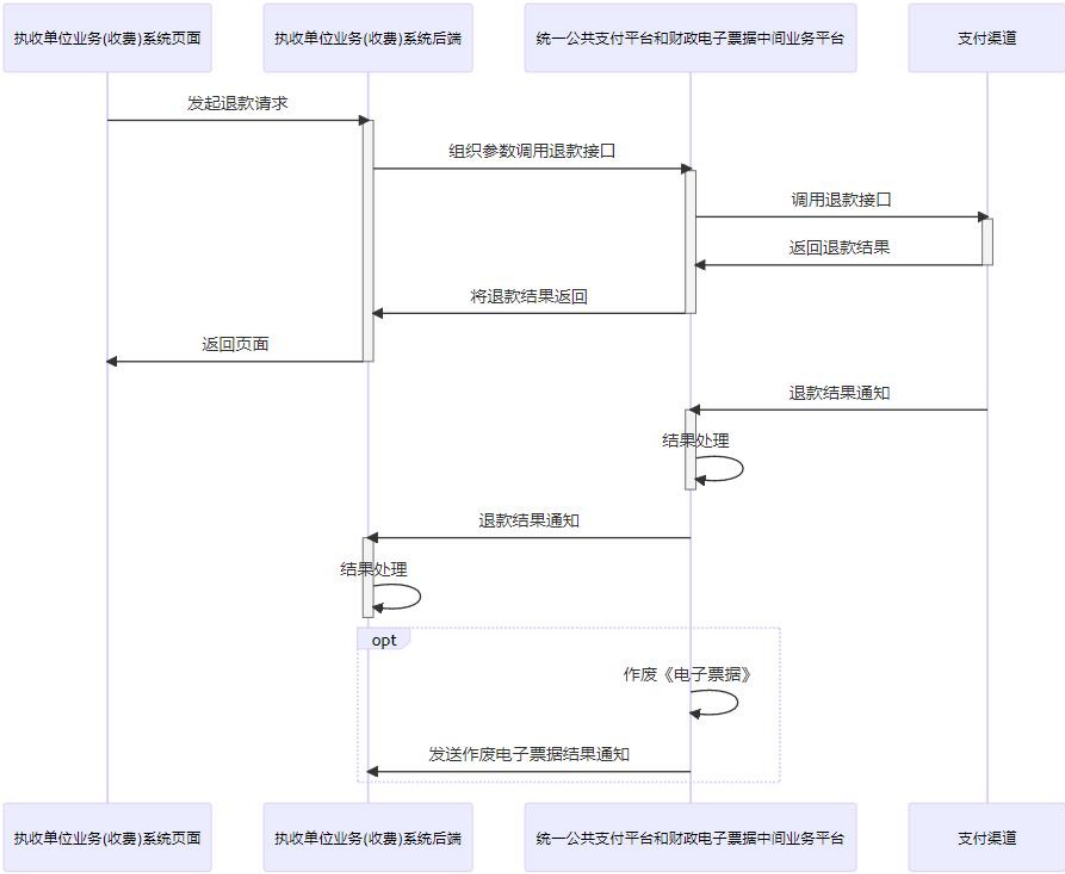 执收单位业务(收费)系统页面
执收单位业务(收费)系统后端
统一公共支付平台和财政电子票据中间业务平台
支付渠道
发起退款请求
组织参数调用退款接口
调用退款接口
返回退款结果
将退款结果返回
返回页面
退款结果通知
结果处理
退款结果通知
结果处理
opt
作废《电子票据》
发送作废电子票据结果通知
执收单位业务(收费)系统页面
执收单位业务(收费)系统后端
统一公共支付平台和财政电子票据中间业务平台
支付渠道